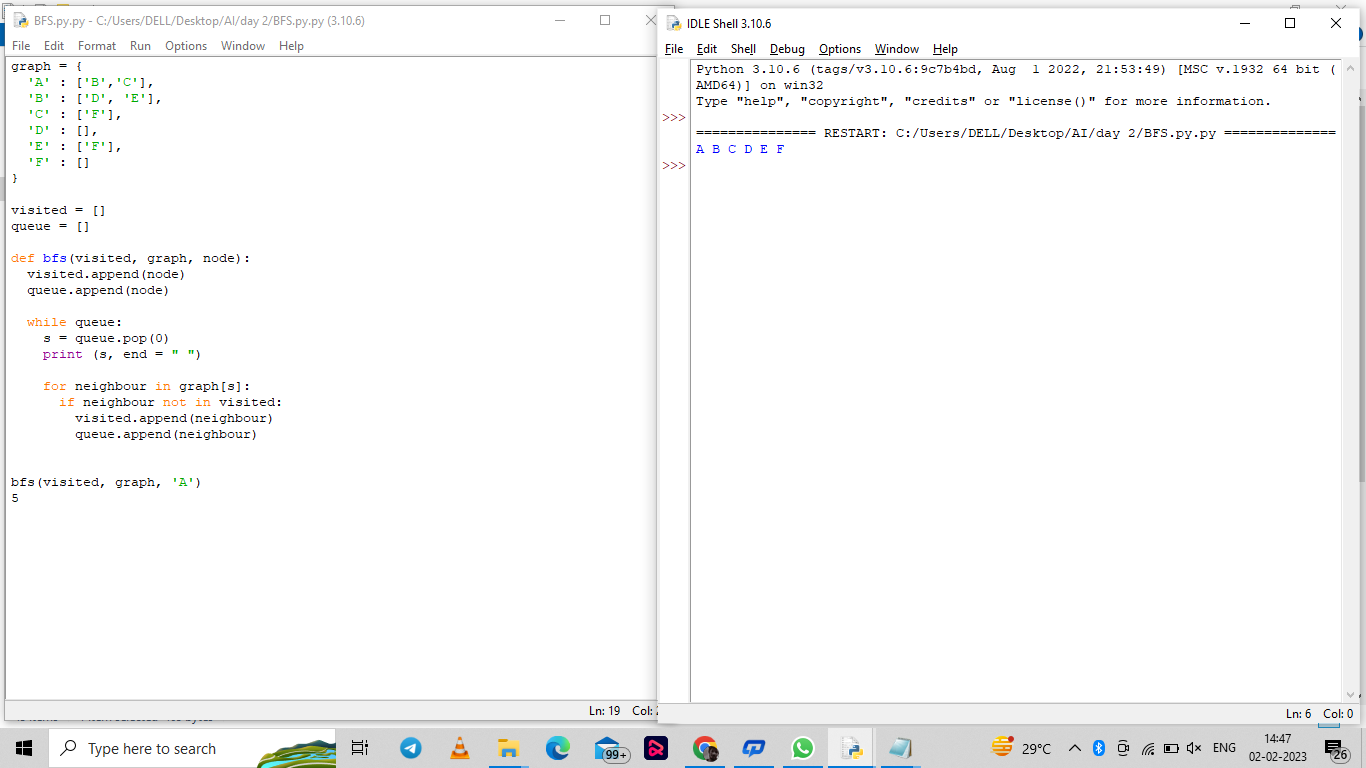 BFS.py.py - C:/Users/DELL/Desktop/AI/day 2/BFS.py.py (3.10.6)
File Edit Format Run Options Window Help
graph = {
  'A' : ['B','C'],
  'B' : ['D', 'E'],
  'C' : ['F'],
  'D' : [],
  'E' : ['F'],
  'F' : []
}
visited = []
queue = []
def bfs(visited, graph, node):
  visited.append(node)
  queue.append(node)
  while queue:
    s = queue.pop(0)
    print (s, end = " ")
    for neighbour in graph[s]:
      if neighbour not in visited:
        visited.append(neighbour)
        queue.append(neighbour)
bfs(visited, graph, 'A')
5
Ln: 19 Col:
IDLE Shell 3.10.6
File Edit Shell Debug Options Window Help
Python 3.10.6 (tags/v3.10.6:9c7b4bd, Aug  1 2022, 21:53:49) [MSC v.1932 64 bit (
AMD64)] on win32
Type "help", "copyright", "credits" or "license()" for more information.
>>>
=============== RESTART: C:/Users/DELL/Desktop/AI/day 2/BFS.py.py ==============
A B C D E F
>>>
Ln: 6 Col: 0
Type here to search
99+
29°C
ENG
14:47
02-02-2023
26